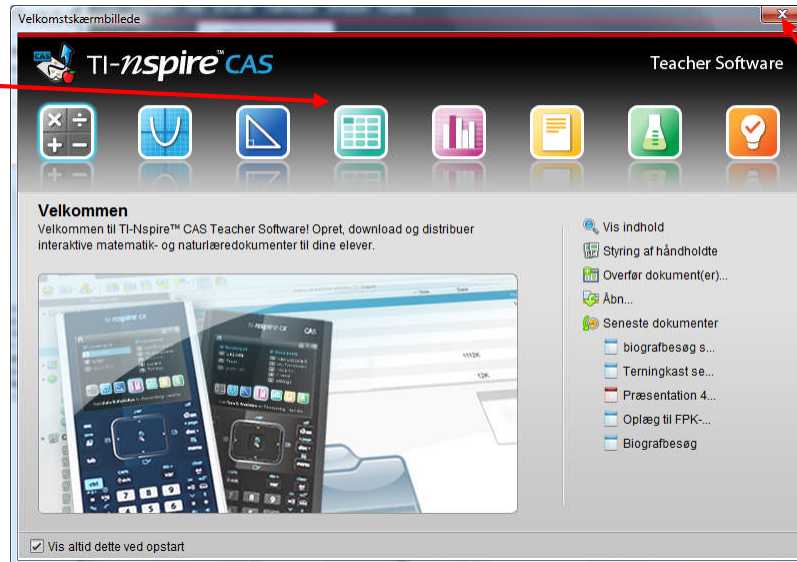 Velkomstskærmbillede
TI-nspire™ CAS
Teacher Software
Velkommen
Velkommen til TI-Nspire™ CAS Teacher Software! Opret, download og distribuer
interaktive matematik- og naturlæredokumenter til dine elever.
Vis indhold
Styring af håndholdte
Overfør dokument(er)...
Åbn...
Seneste dokumenter
biografbesøg s...
Terningkast se...
Præsentation 4...
Oplæg til FPK-...
Biografbesøg
Vis altid dette ved opstart